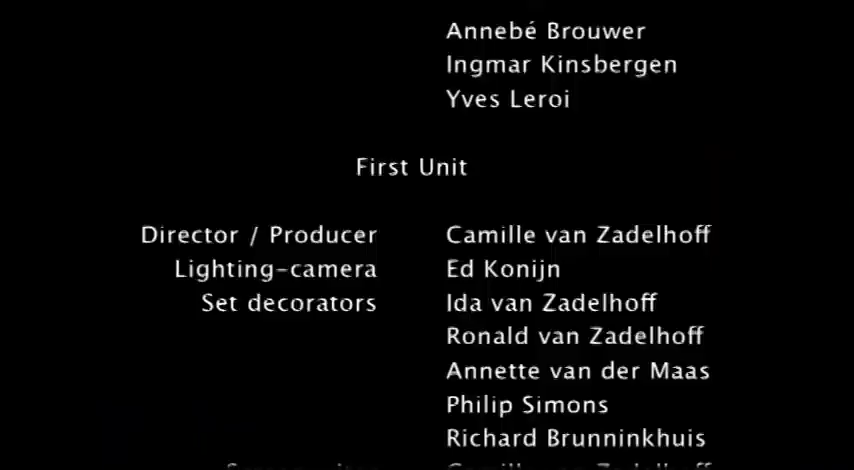 Annebé Brouwer
Ingmar Kinsbergen
Yves Leroi
First Unit
Director / Producer Camille van Zadelhoff
Lighting-camera Ed Konijn
Set decorators Ida van Zadelhoff
Ronald van Zadelhoff
Annette van der Maas
Philip Simons
Richard Brunninkhuis